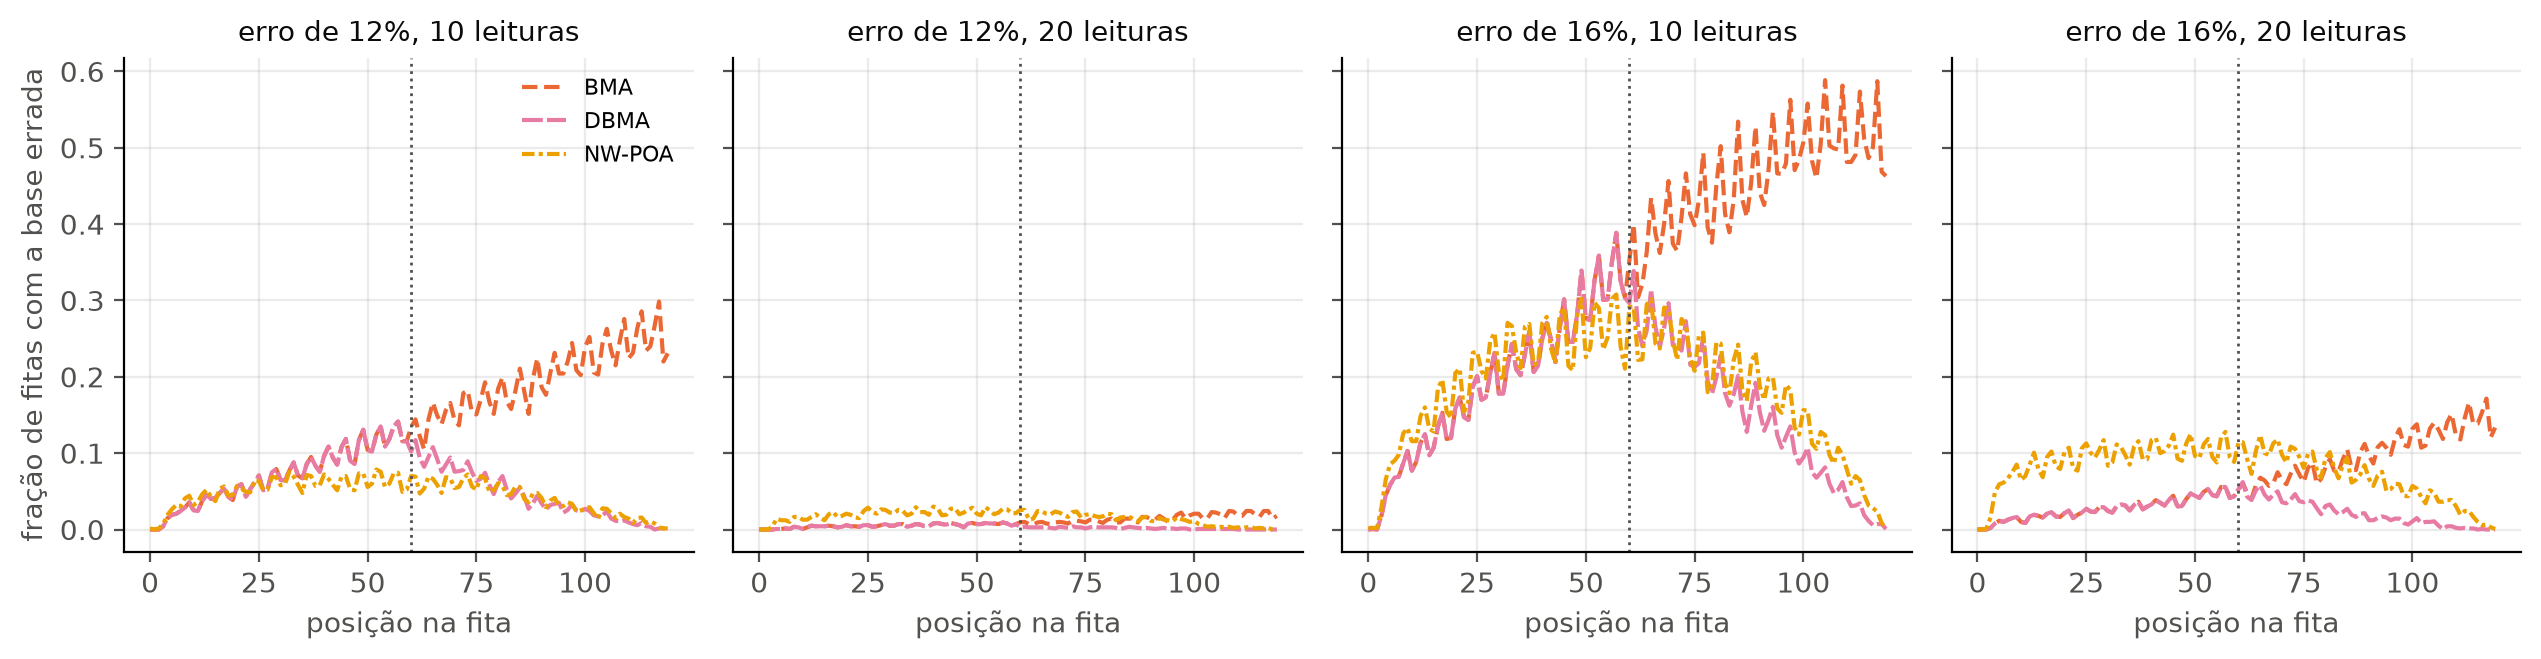 erro de 12%, 10 leituras
erro de 12%, 20 leituras
erro de 16%, 10 leituras
erro de 16%, 20 leituras
fração de fitas com a base errada
0.6
0.5
0.4
0.3
0.2
0.1
0.0
BMA
DBMA
NW-POA
0 25 50 75 100
0 25 50 75 100
0 25 50 75 100
0 25 50 75 100
posição na fita
posição na fita
posição na fita
posição na fita